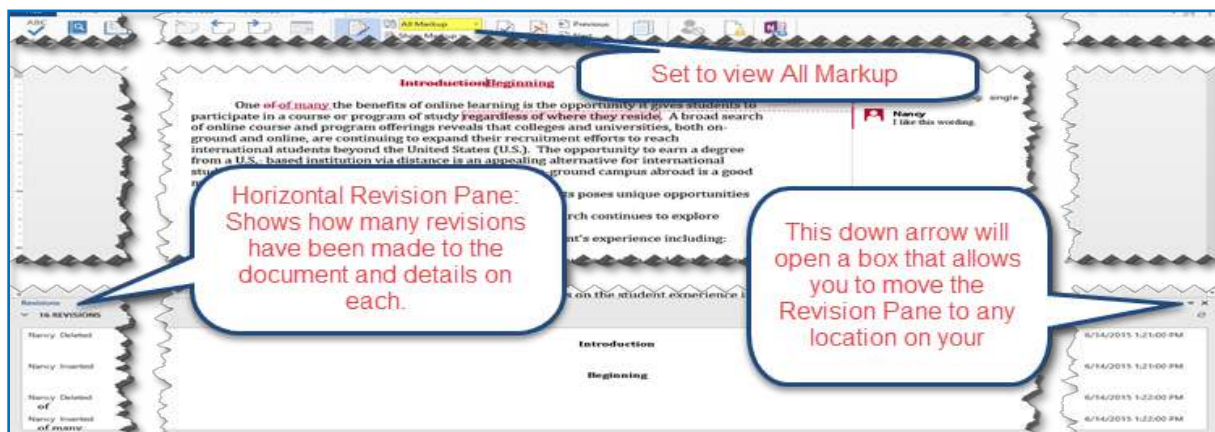 ABC
All Markup
Show Markup
Previous
Next
Set to view All Markup
IntroductionBeginning
single
One of of many the benefits of online learning is the opportunity it gives students to
participate in a course or program of study regardless of where they reside. A broad search
of online course and program offerings reveals that colleges and universities, both on-
ground and online, are continuing to expand their recruitment efforts to reach
international students beyond the United States (U.S.). The opportunity to earn a degree
from a U.S.- based institution via distance is an appealing alternative for international
-ground campus abroad is a good
poses unique opportunities
continues to explore
experience including:
Nancy
I like this wording.
Horizontal Revision Pane:
Shows how many revisions
have been made to the
document and details on
each.
This down arrow will
open a box that allows
you to move the
Revision Pane to any
location on your
on the student experience
Revisions
16 REVISIONS
Nancy Deleted
Introduction
6/14/2015 1:21:00 PM
Nancy Inserted
Beginning
6/14/2015 1:21:00 PM
Nancy Deleted
of
6/14/2015 1:22:00 PM
Nancy Inserted
of many
6/14/2015 1:22:00 PM